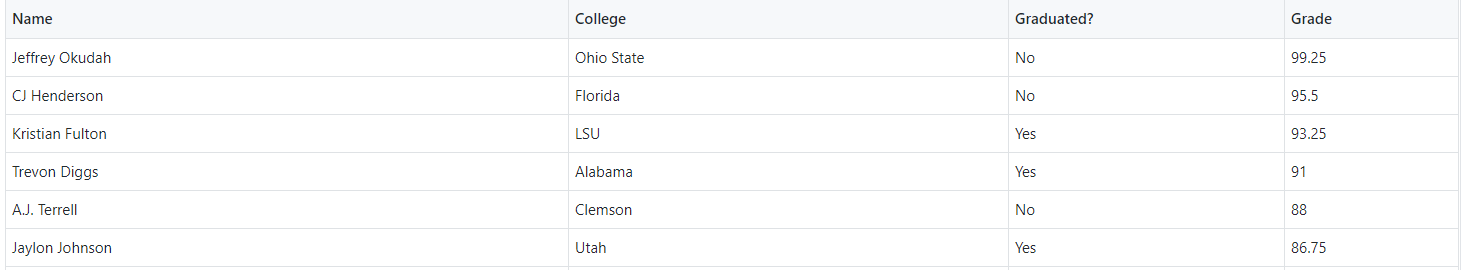 Name College Graduated? Grade
Jeffrey Okudah Ohio State No 99.25
CJ Henderson Florida No 95.5
Kristian Fulton LSU Yes 93.25
Trevon Diggs Alabama Yes 91
A.J. Terrell Clemson No 88
Jaylon Johnson Utah Yes 86.75